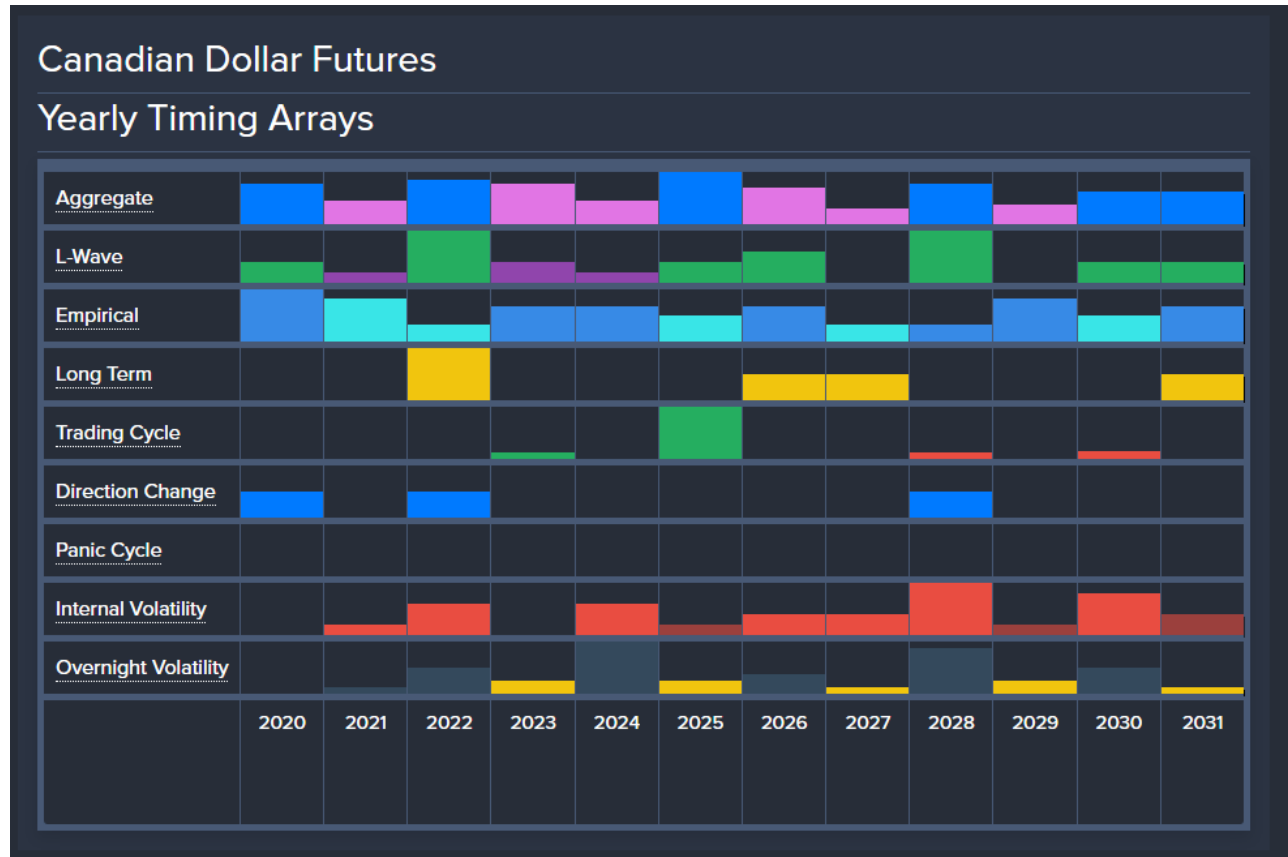 Canadian Dollar Futures
Yearly Timing Arrays
Aggregate
L-Wave
Empirical
Long Term
Trading Cycle
Direction Change
Panic Cycle
Internal Volatility
Overnight Volatility
2020 2021 2022 2023 2024 2025 2026 2027 2028 2029 2030 2031